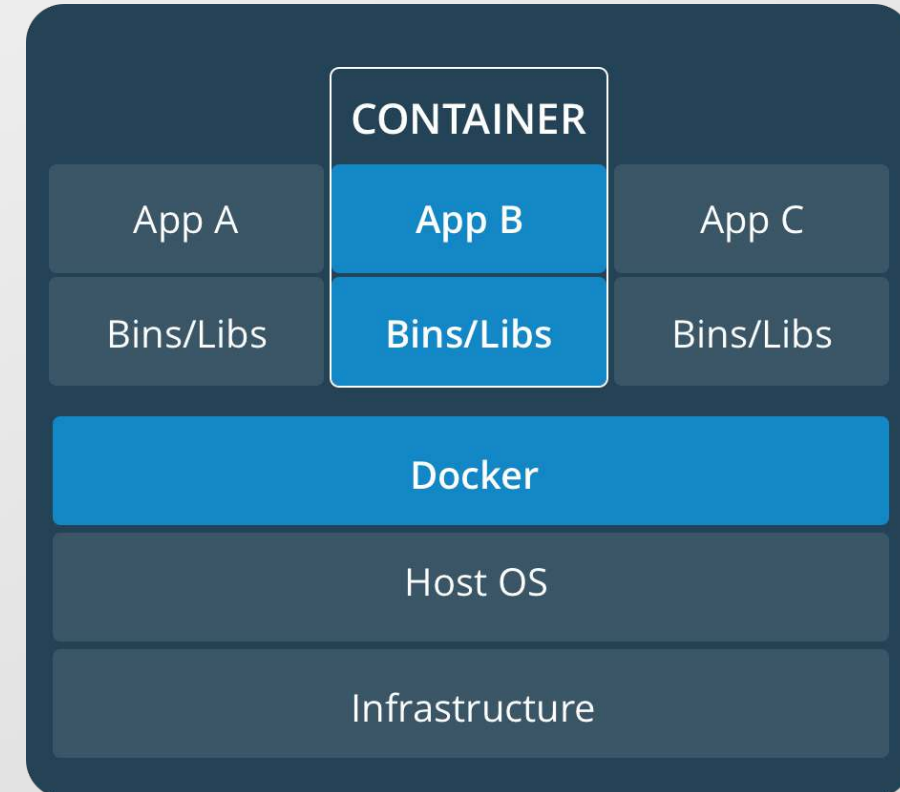 CONTAINER
App A
App B
App C
Bins/Libs
Bins/Libs
Bins/Libs
Docker
Host OS
Infrastructure